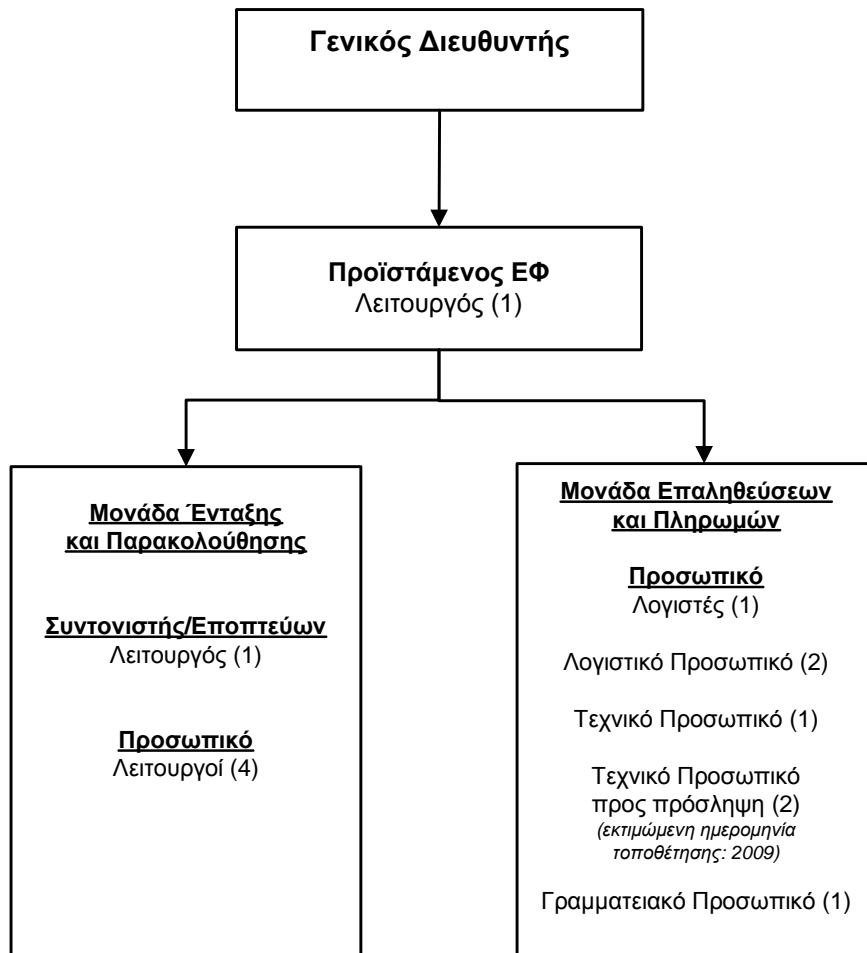 Γενικός Διευθυντής
Προϊστάμενος ΕΦ
Λειτουργός (1)
Μονάδα Ένταξης
και Παρακολούθησης
Συντονιστής/Εποπτεύων
Λειτουργός (1)
Προσωπικό
Λειτουργοί (4)
Μονάδα Επαληθεύσεων
και Πληρωμών
Προσωπικό
Λογιστές (1)
Λογιστικό Προσωπικό (2)
Τεχνικό Προσωπικό (1)
Τεχνικό Προσωπικό
προς πρόσληψη (2)
(εκτιμώμενη ημερομηνία
τοποθέτησης: 2009)
Γραμματειακό Προσωπικό (1)